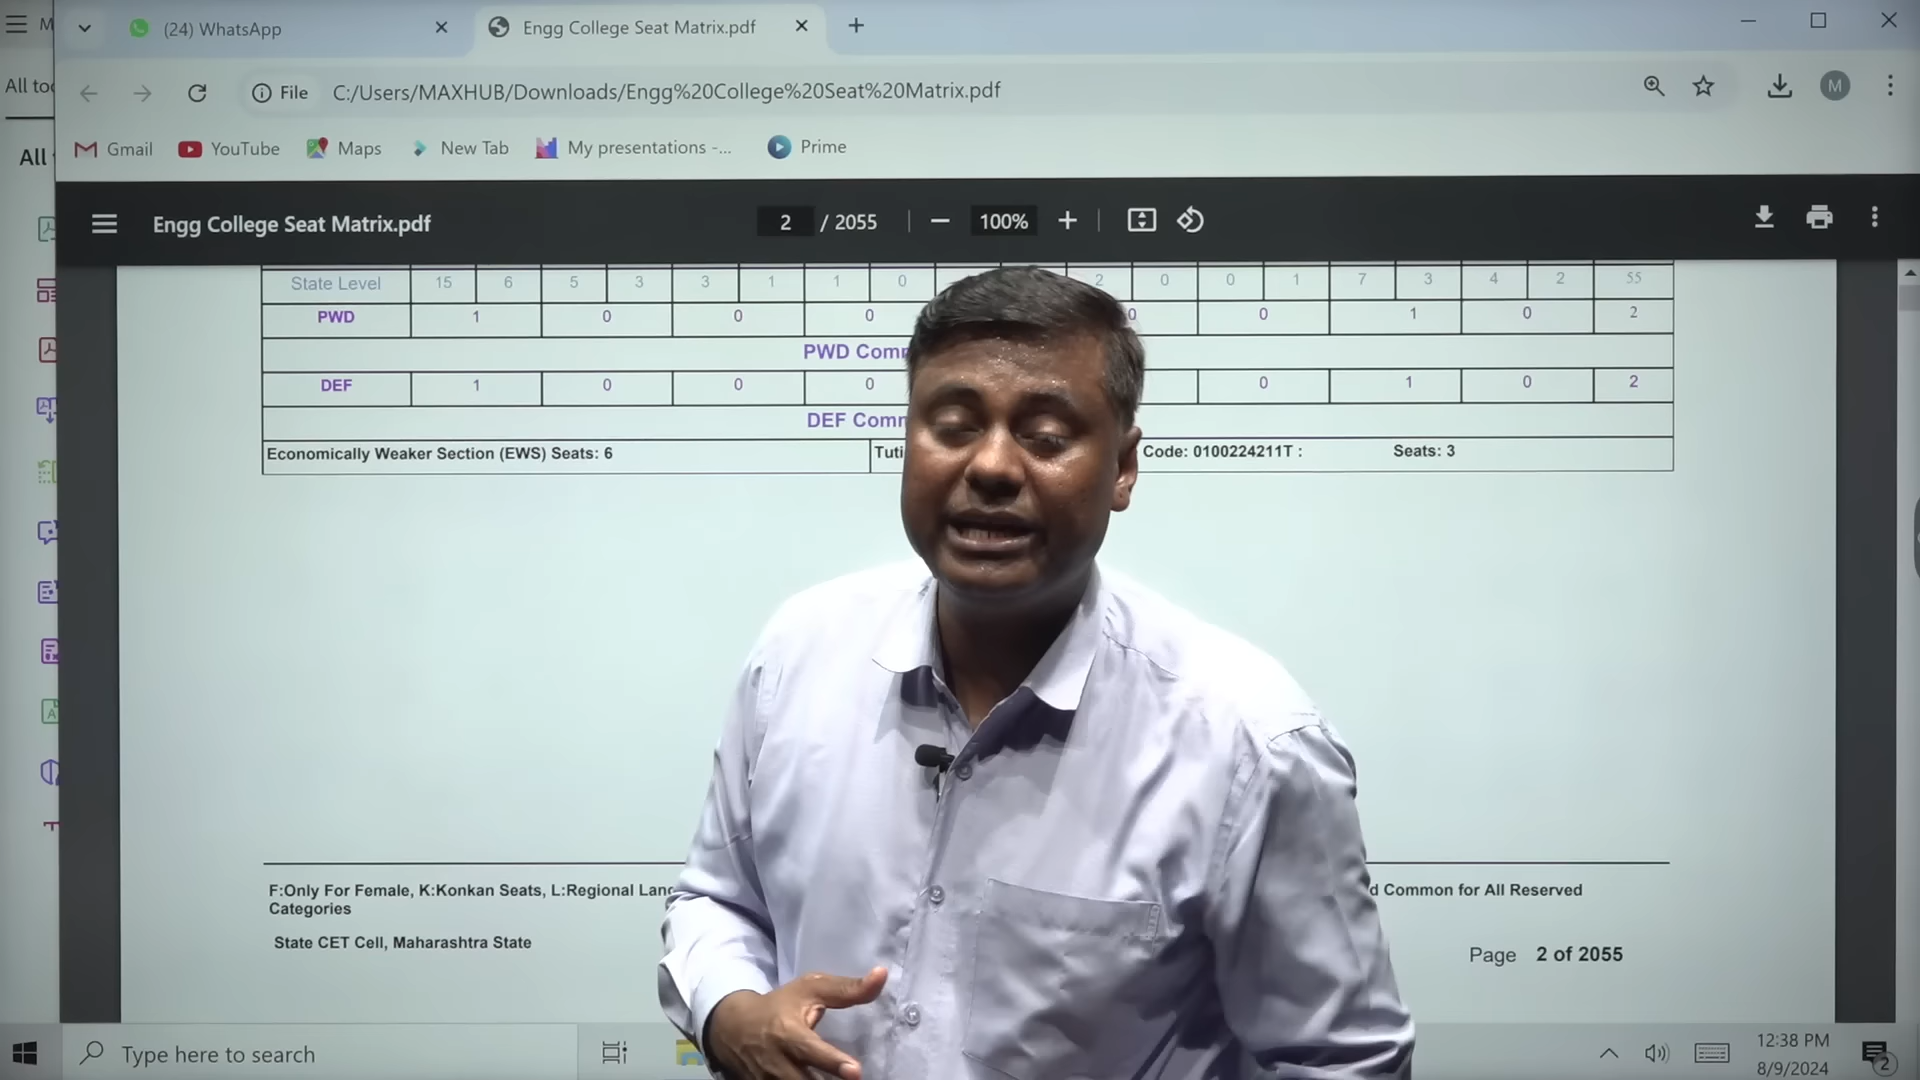 (24) WhatsApp
Engg College Seat Matrix.pdf
All
File C:/Users/MAXHUB/Downloads/Engg%20College%20Seat%20Matrix.pdf
M
Gmail YouTube Maps New Tab My presentations -... Prime
All
Engg College Seat Matrix.pdf 2 / 2055 100%
State Level 15 6 5 3 3 1 1 0 2 0 0 1 7 3 4 2 55
PWD 1 0 0 0 0 0 1 0 2
PWD
DEF 1 0 0 0 0 1 0 2
DEF
Economically Weaker Section (EWS) Seats: 6 Code: 0100224211T : Seats: 3
F:Only For Female, K:Konkan Seats, L:Regional Common for All Reserved
Categories
State CET Cell, Maharashtra State
Page 2 of 2055
Type here to search
12:38 PM
8/9/2024
2